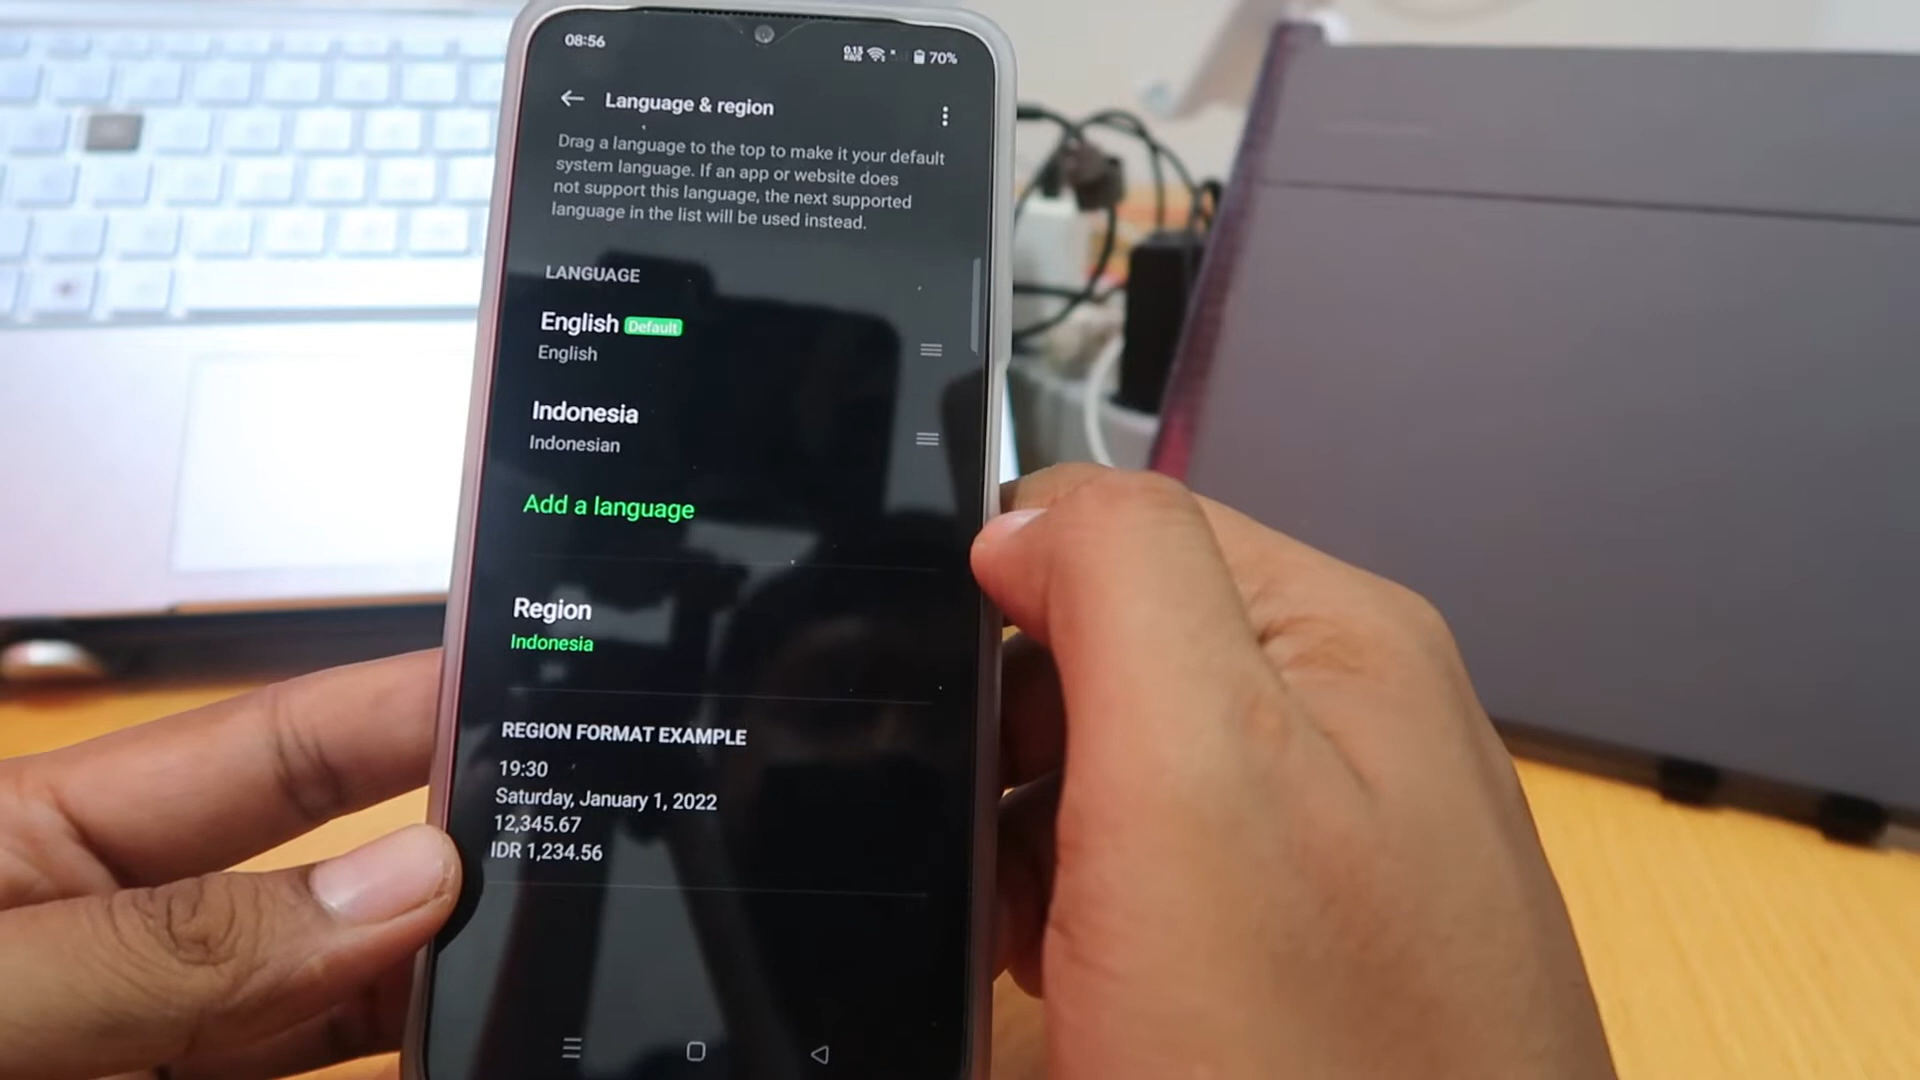 08:56
0.15
KB/S
70%
Language & region
Drag a language to the top to make it your default
system language. If an app or website does
not support this language, the next supported
language in the list will be used instead.
LANGUAGE
English Default
English
Indonesia
Indonesian
Add a language
Region
Indonesia
REGION FORMAT EXAMPLE
19:30
Saturday, January 1, 2022
12,345.67
IDR 1,234.56